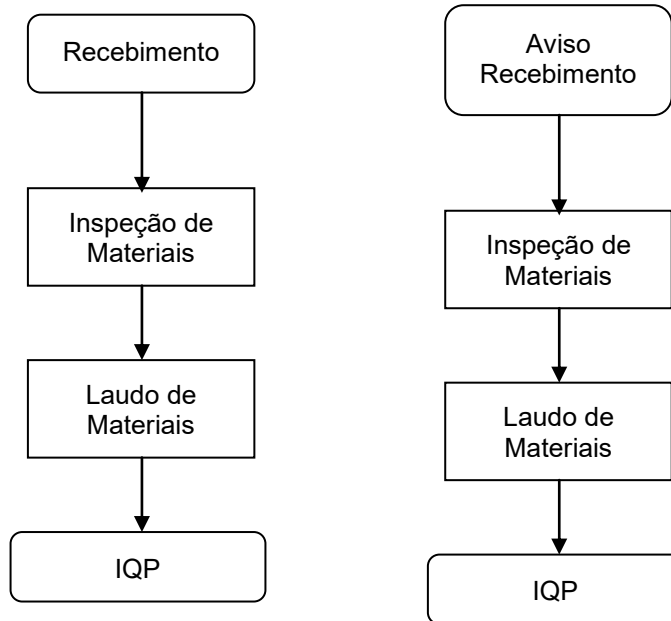 Recebimento
Inspeção de
Materiais
Laudo de
Materiais
IQP
Aviso
Recebimento
Inspeção de
Materiais
Laudo de
Materiais
IQP